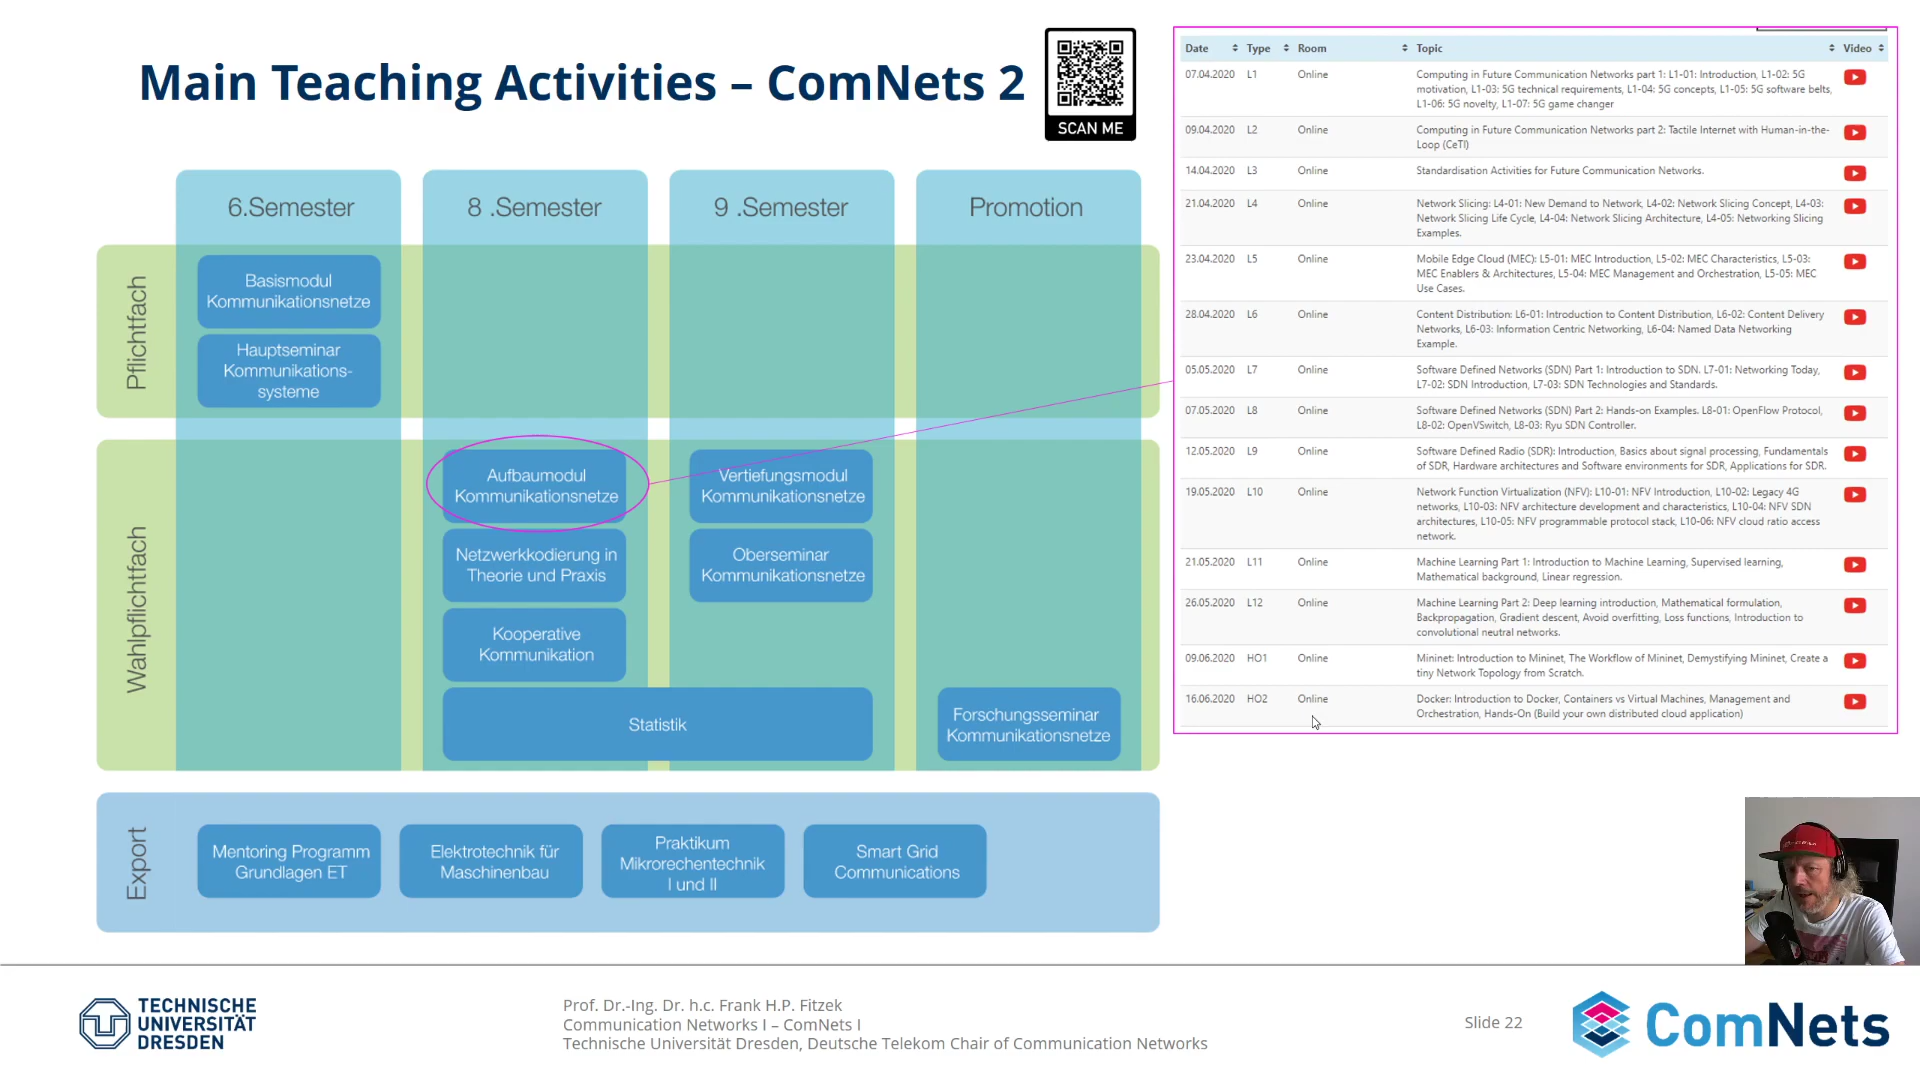 Main Teaching Activities – ComNets 2
SCAN ME
6.Semester
8 .Semester
9 .Semester
Promotion
Pflichtfach
Basismodul
Kommunikationsnetze
Hauptseminar
Kommunikations-
systeme
Wahlpflichtfach
Aufbaumodul
Kommunikationsnetze
Netzwerkkodierung in
Theorie und Praxis
Kooperative
Kommunikation
Vertiefungsmodul
Kommunikationsnetze
Oberseminar
Kommunikationsnetze
Statistik
Forschungsseminar
Kommunikationsnetze
Export
Mentoring Programm
Grundlagen ET
Elektrotechnik für
Maschinenbau
Praktikum
Mikrorechentechnik
I und II
Smart Grid
Communications
Date Type Room Topic Video
07.04.2020 L1 Online Computing in Future Communication Networks part 1: L1-01: Introduction, L1-02: 5G
motivation, L1-03: 5G technical requirements, L1-04: 5G concepts, L1-05: 5G software belts,
L1-06: 5G novelty, L1-07: 5G game changer
09.04.2020 L2 Online Computing in Future Communication Networks part 2: Tactile Internet with Human-in-the-
Loop (CeTI)
14.04.2020 L3 Online Standardisation Activities for Future Communication Networks.
21.04.2020 L4 Online Network Slicing: L4-01: New Demand to Network, L4-02: Network Slicing Concept, L4-03:
Network Slicing Life Cycle, L4-04: Network Slicing Architecture, L4-05: Networking Slicing
Examples.
23.04.2020 L5 Online Mobile Edge Cloud (MEC): L5-01: MEC Introduction, L5-02: MEC Characteristics, L5-03:
MEC Enablers & Architectures, L5-04: MEC Management and Orchestration, L5-05: MEC
Use Cases.
28.04.2020 L6 Online Content Distribution: L6-01: Introduction to Content Distribution, L6-02: Content Delivery
Networks, L6-03: Information Centric Networking, L6-04: Named Data Networking
Example.
05.05.2020 L7 Online Software Defined Networks (SDN) Part 1: Introduction to SDN. L7-01: Networking Today,
L7-02: SDN Introduction, L7-03: SDN Technologies and Standards.
07.05.2020 L8 Online Software Defined Networks (SDN) Part 2: Hands-on Examples. L8-01: OpenFlow Protocol,
L8-02: OpenVSwitch, L8-03: Ryu SDN Controller.
12.05.2020 L9 Online Software Defined Radio (SDR): Introduction, Basics about signal processing, Fundamentals
of SDR, Hardware architectures and Software environments for SDR, Applications for SDR.
19.05.2020 L10 Online Network Function Virtualization (NFV): L10-01: NFV Introduction, L10-02: Legacy 4G
networks, L10-03: NFV architecture development and characteristics, L10-04: NFV SDN
architectures, L10-05: NFV programmable protocol stack, L10-06: NFV cloud ratio access
network.
21.05.2020 L11 Online Machine Learning Part 1: Introduction to Machine Learning, Supervised learning,
Mathematical background, Linear regression.
26.05.2020 L12 Online Machine Learning Part 2: Deep learning introduction, Mathematical formulation,
Backpropagation, Gradient descent, Avoid overfitting, Loss functions, Introduction to
convolutional neutral networks.
09.06.2020 HO1 Online Mininet: Introduction to Mininet, The Workflow of Mininet, Demystifying Mininet, Create a
tiny Network Topology from Scratch.
16.06.2020 HO2 Online Docker: Introduction to Docker, Containers vs Virtual Machines, Management and
Orchestration, Hands-On (Build your own distributed cloud application)
TECHNISCHE
UNIVERSITÄT
DRESDEN
Prof. Dr.-Ing. Dr. h.c. Frank H.P. Fitzek
Communication Networks I – ComNets I
Technische Universität Dresden, Deutsche Telekom Chair of Communication Networks
Slide 22
ComNets